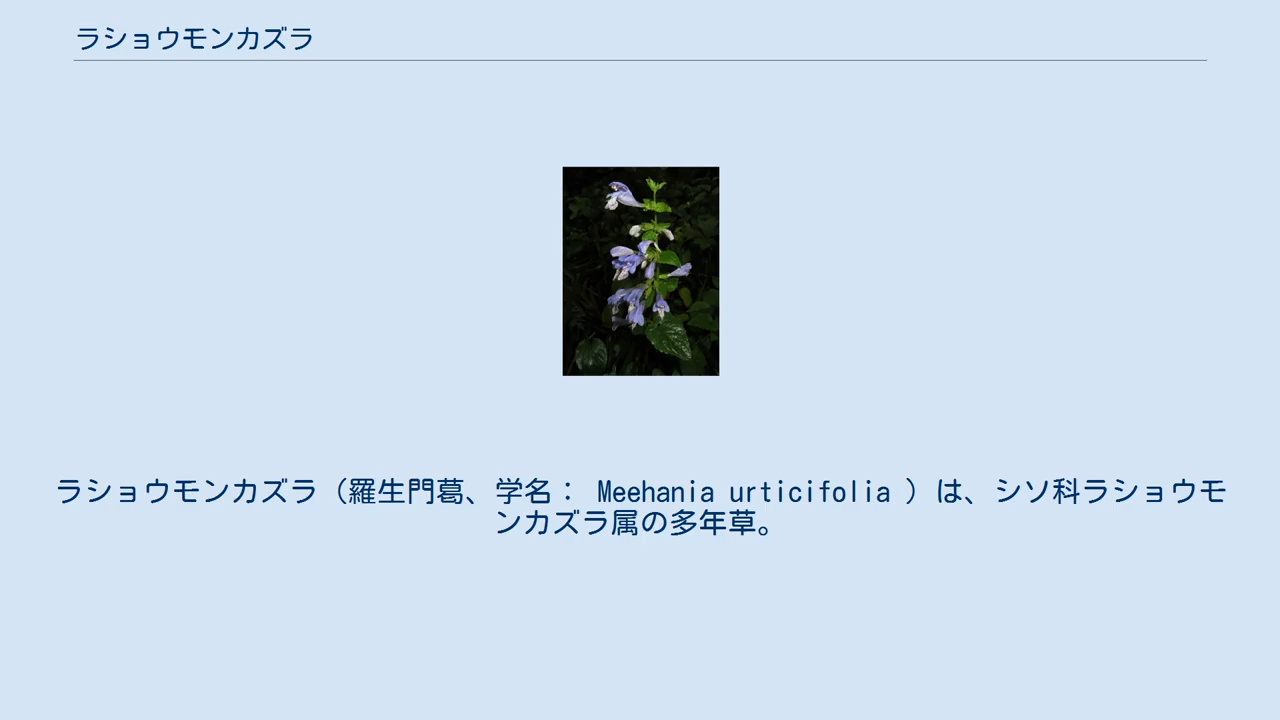 ラショウモンカズラ
ラショウモンカズラ（羅生門葛、学名： Meehania urticifolia ）は、シソ科ラショウモ
ンカズラ属の多年草。